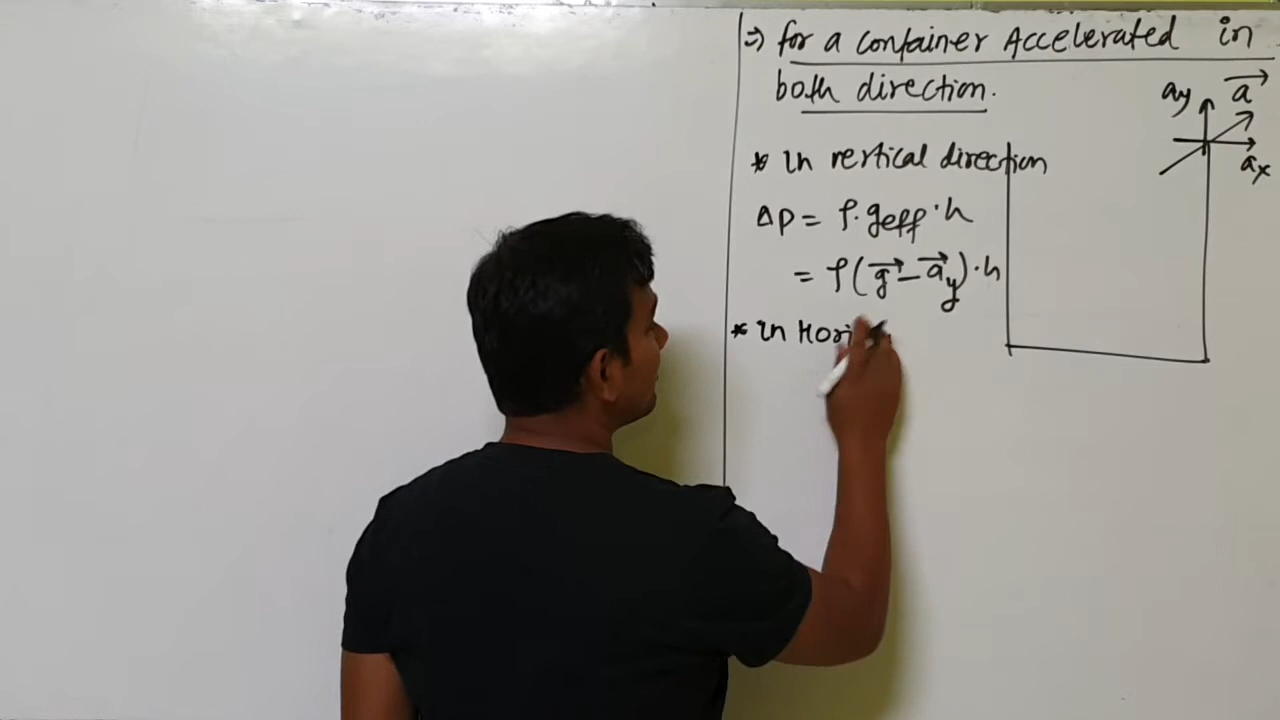 ⇒ for a container Accelerated in
both direction.
ay a
ax
* In vertical direction
ΔP = ρ.geff.h
= ρ(g⃗ – a⃗y).h
* In Hori